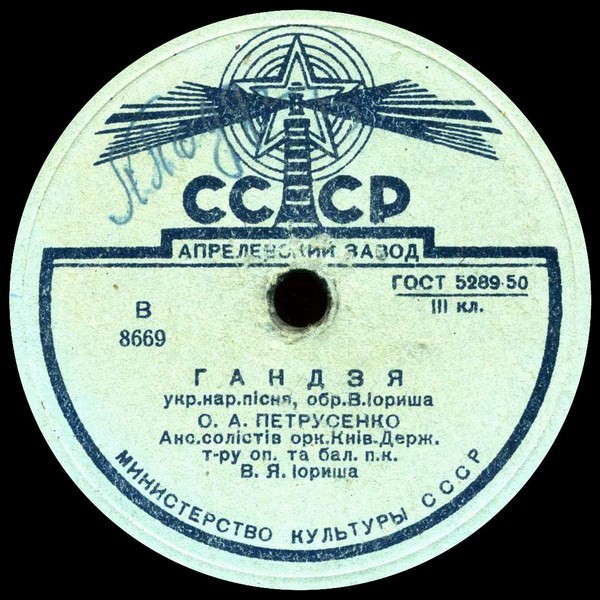 СССР
АПРЕЛЕВСКИЙ ЗАВОД
ГОСТ 5289-50
III кл.
В
8669
ГАНДЗЯ
укр.нар.пісня, обр.В.Іориша
О. А. ПЕТРУСЕНКО
Анс.солістів орк.Київ.Держ.
т-ру оп. та бал. п.к.
В. Я. Іориша
МИНИСТЕРСТВО КУЛЬТУРЫ СССР